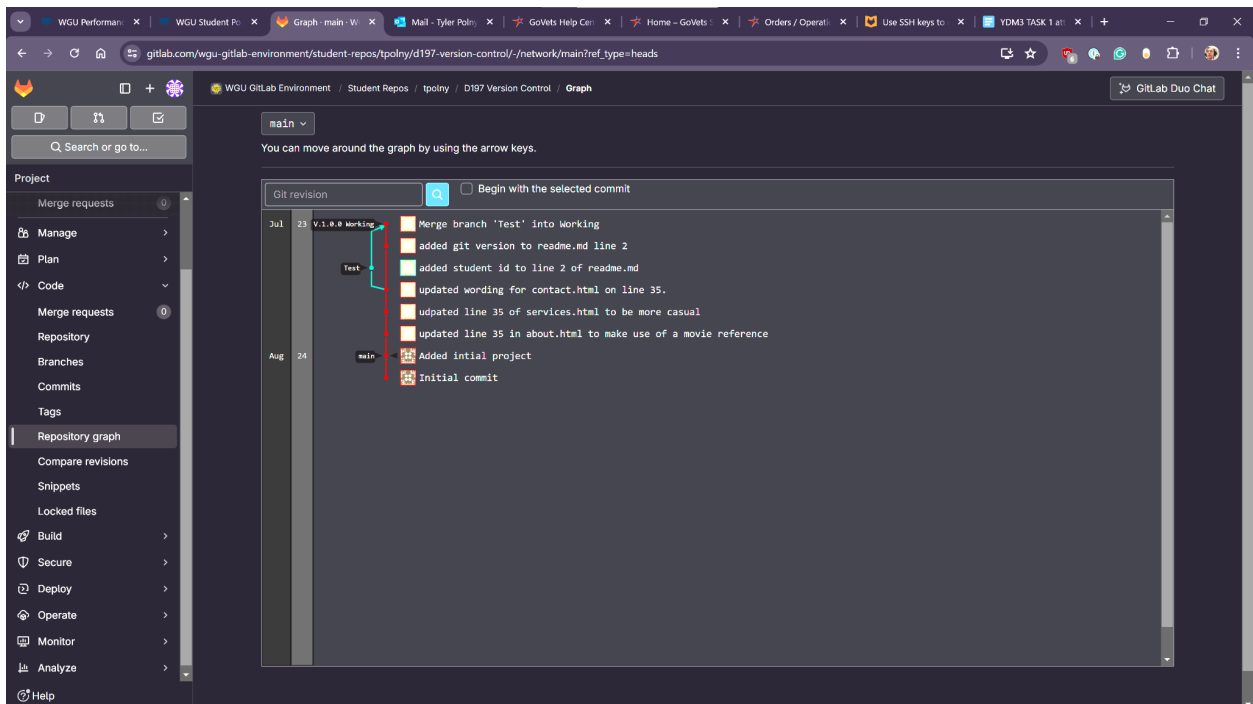 WGU Performanc
WGU Student Po
Graph · main · W
Mail - Tyler Polny
GoVets Help Cen
Home – GoVets S
Orders / Operati
Use SSH keys to
YDM3 TASK 1 att
gitlab.com/wgu-gitlab-environment/student-repos/tpolny/d197-version-control/-/network/main?ref_type=heads
WGU GitLab Environment / Student Repos / tpolny / D197 Version Control / Graph
GitLab Duo Chat
Search or go to...
Project
Merge requests 0
Manage
Plan
Code
Merge requests 0
Repository
Branches
Commits
Tags
Repository graph
Compare revisions
Snippets
Locked files
Build
Secure
Deploy
Operate
Monitor
Analyze
Help
main
You can move around the graph by using the arrow keys.
Git revision
Begin with the selected commit
Jul 23 V.1.0.0 Working Merge branch 'Test' into Working
added git version to readme.md line 2
Test added student id to line 2 of readme.md
updated wording for contact.html on line 35.
udpated line 35 of services.html to be more casual
updated line 35 in about.html to make use of a movie reference
Aug 24 main Added intial project
Initial commit